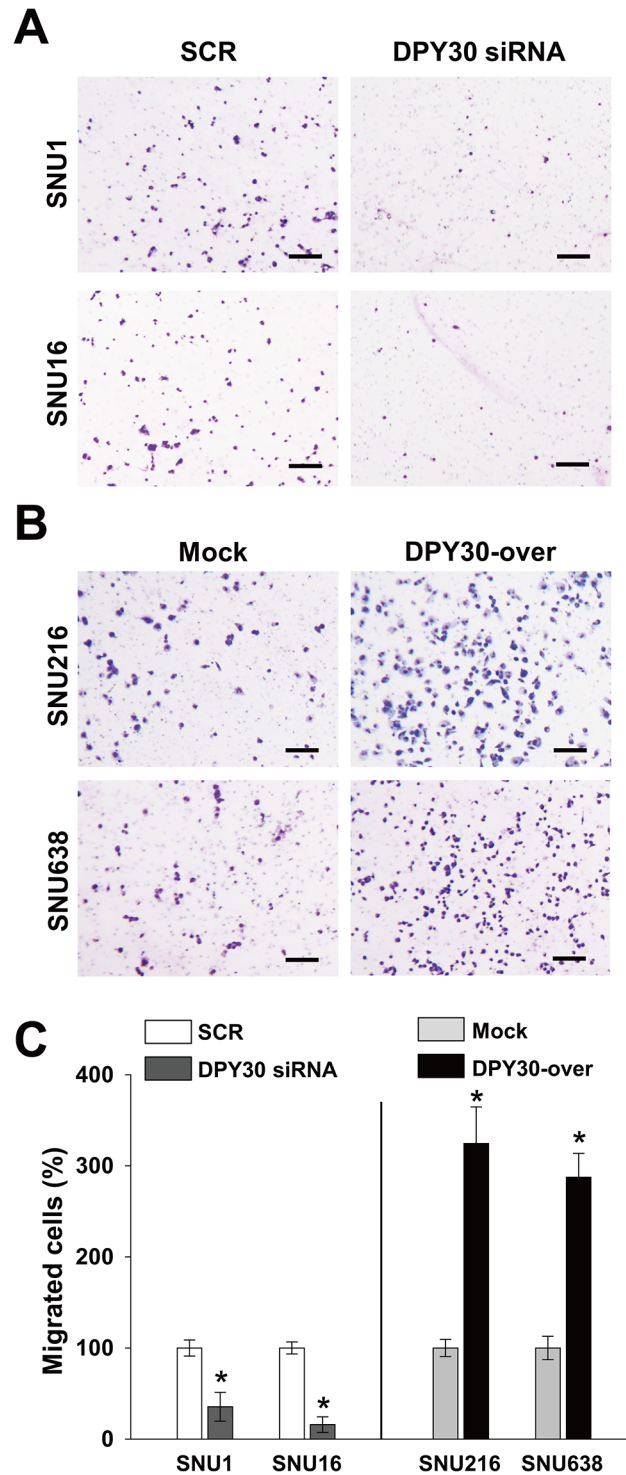 A
SCR DPY30 siRNA
SNU1
SNU16
B
Mock DPY30-over
SNU216
SNU638
C
SCR Mock
DPY30 siRNA DPY30-over
Migrated cells (%)
400
300
200
100
0
* * * *
SNU1 SNU16 SNU216 SNU638